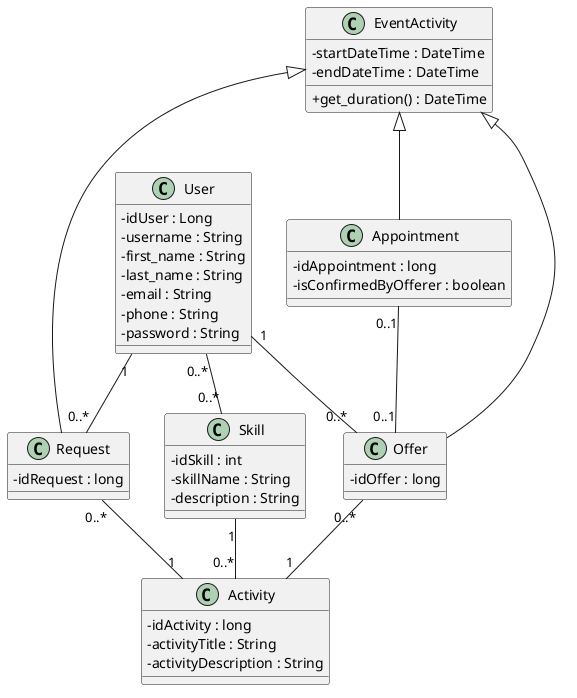 C EventActivity
-startDateTime : DateTime
-endDateTime : DateTime
+get_duration() : DateTime
C User
-idUser : Long
-username : String
-first_name : String
-last_name : String
-email : String
-phone : String
-password : String
C Appointment
-idAppointment : long
-isConfirmedByOfferer : boolean
1
0..*
1
0..1
0..*
0..*
0..*
0..1
C Request
-idRequest : long
C Skill
-idSkill : int
-skillName : String
-description : String
C Offer
-idOffer : long
0..*
1
1
0..*
0..*
1
C Activity
-idActivity : long
-activityTitle : String
-activityDescription : String